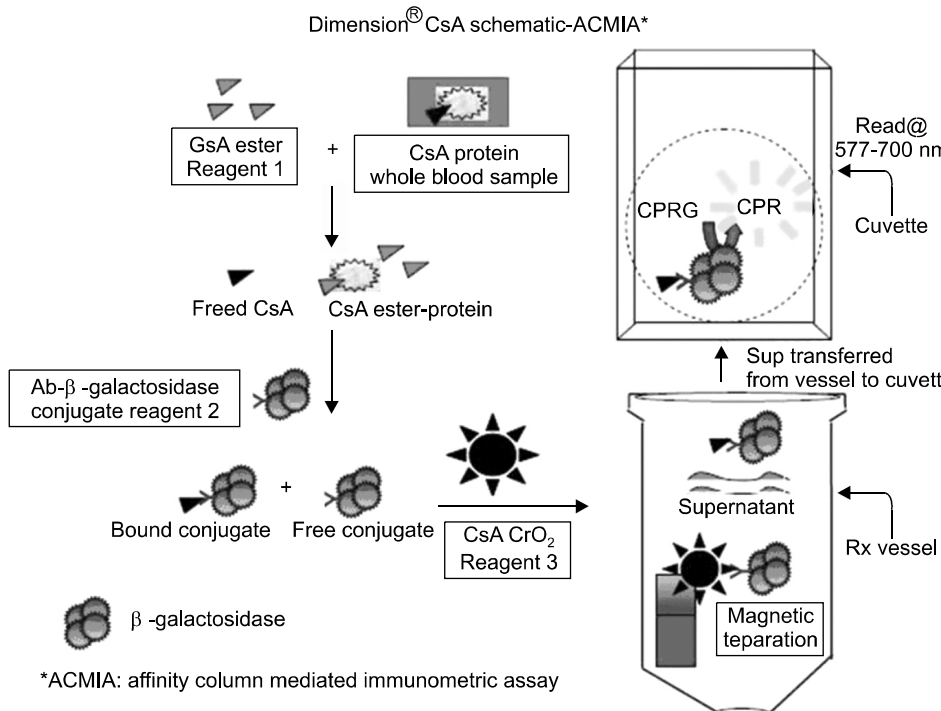 Dimension® CsA schematic-ACMIA*
GsA ester
Reagent 1
+
CsA protein
whole blood sample
Freed CsA
CsA ester-protein
Ab-β -galactosidase
conjugate reagent 2
+
Bound conjugate
Free conjugate
CsA CrO₂
Reagent 3
β -galactosidase
*ACMIA: affinity column mediated immunometric assay
Read@
577-700 nm
CPRG
CPR
Cuvette
Sup transferred
from vessel to cuvett
Supernatant
Rx vessel
Magnetic
teparation